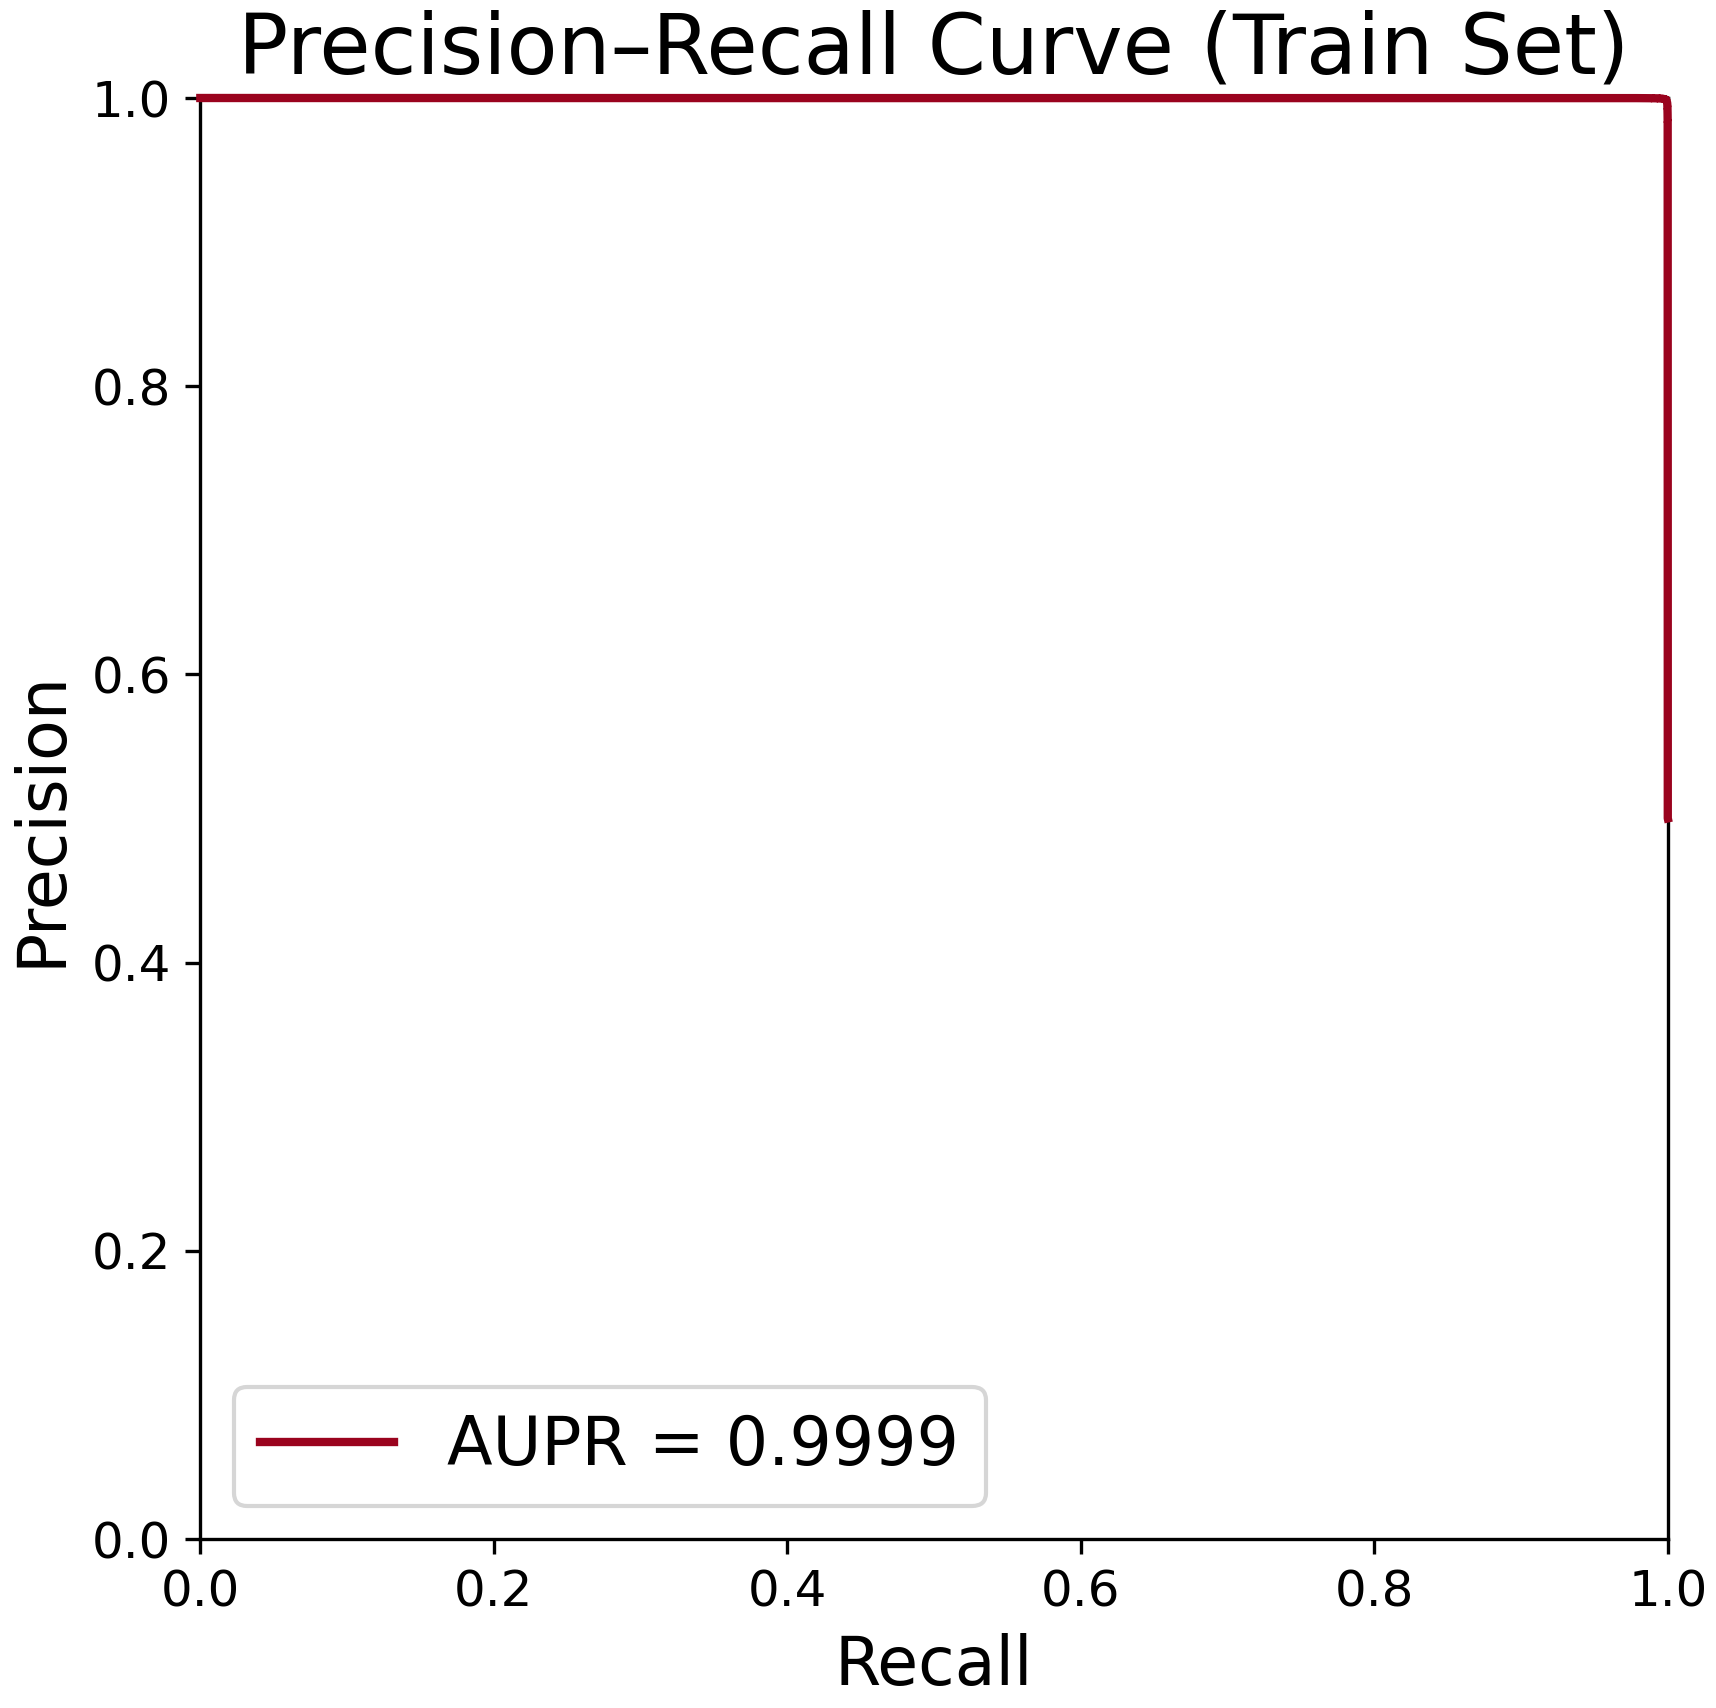 Precision–Recall Curve (Train Set)
1.0
0.8
0.6
0.4
0.2
0.0
Precision
AUPR = 0.9999
0.0 0.2 0.4 0.6 0.8 1.0
Recall